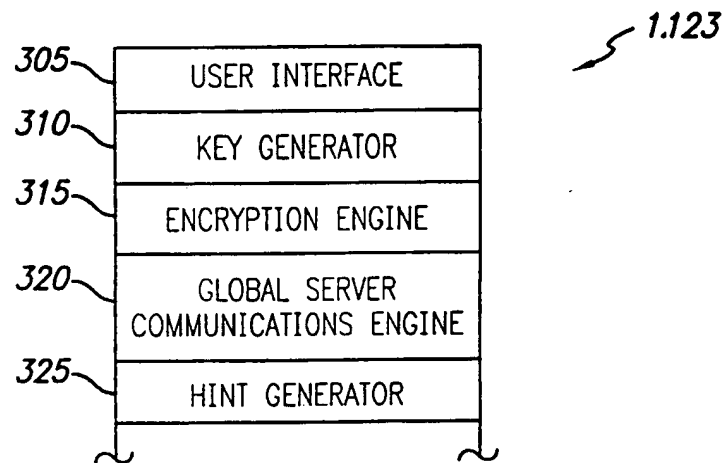 1.123
305 USER INTERFACE
310 KEY GENERATOR
315 ENCRYPTION ENGINE
320 GLOBAL SERVER
COMMUNICATIONS ENGINE
325 HINT GENERATOR